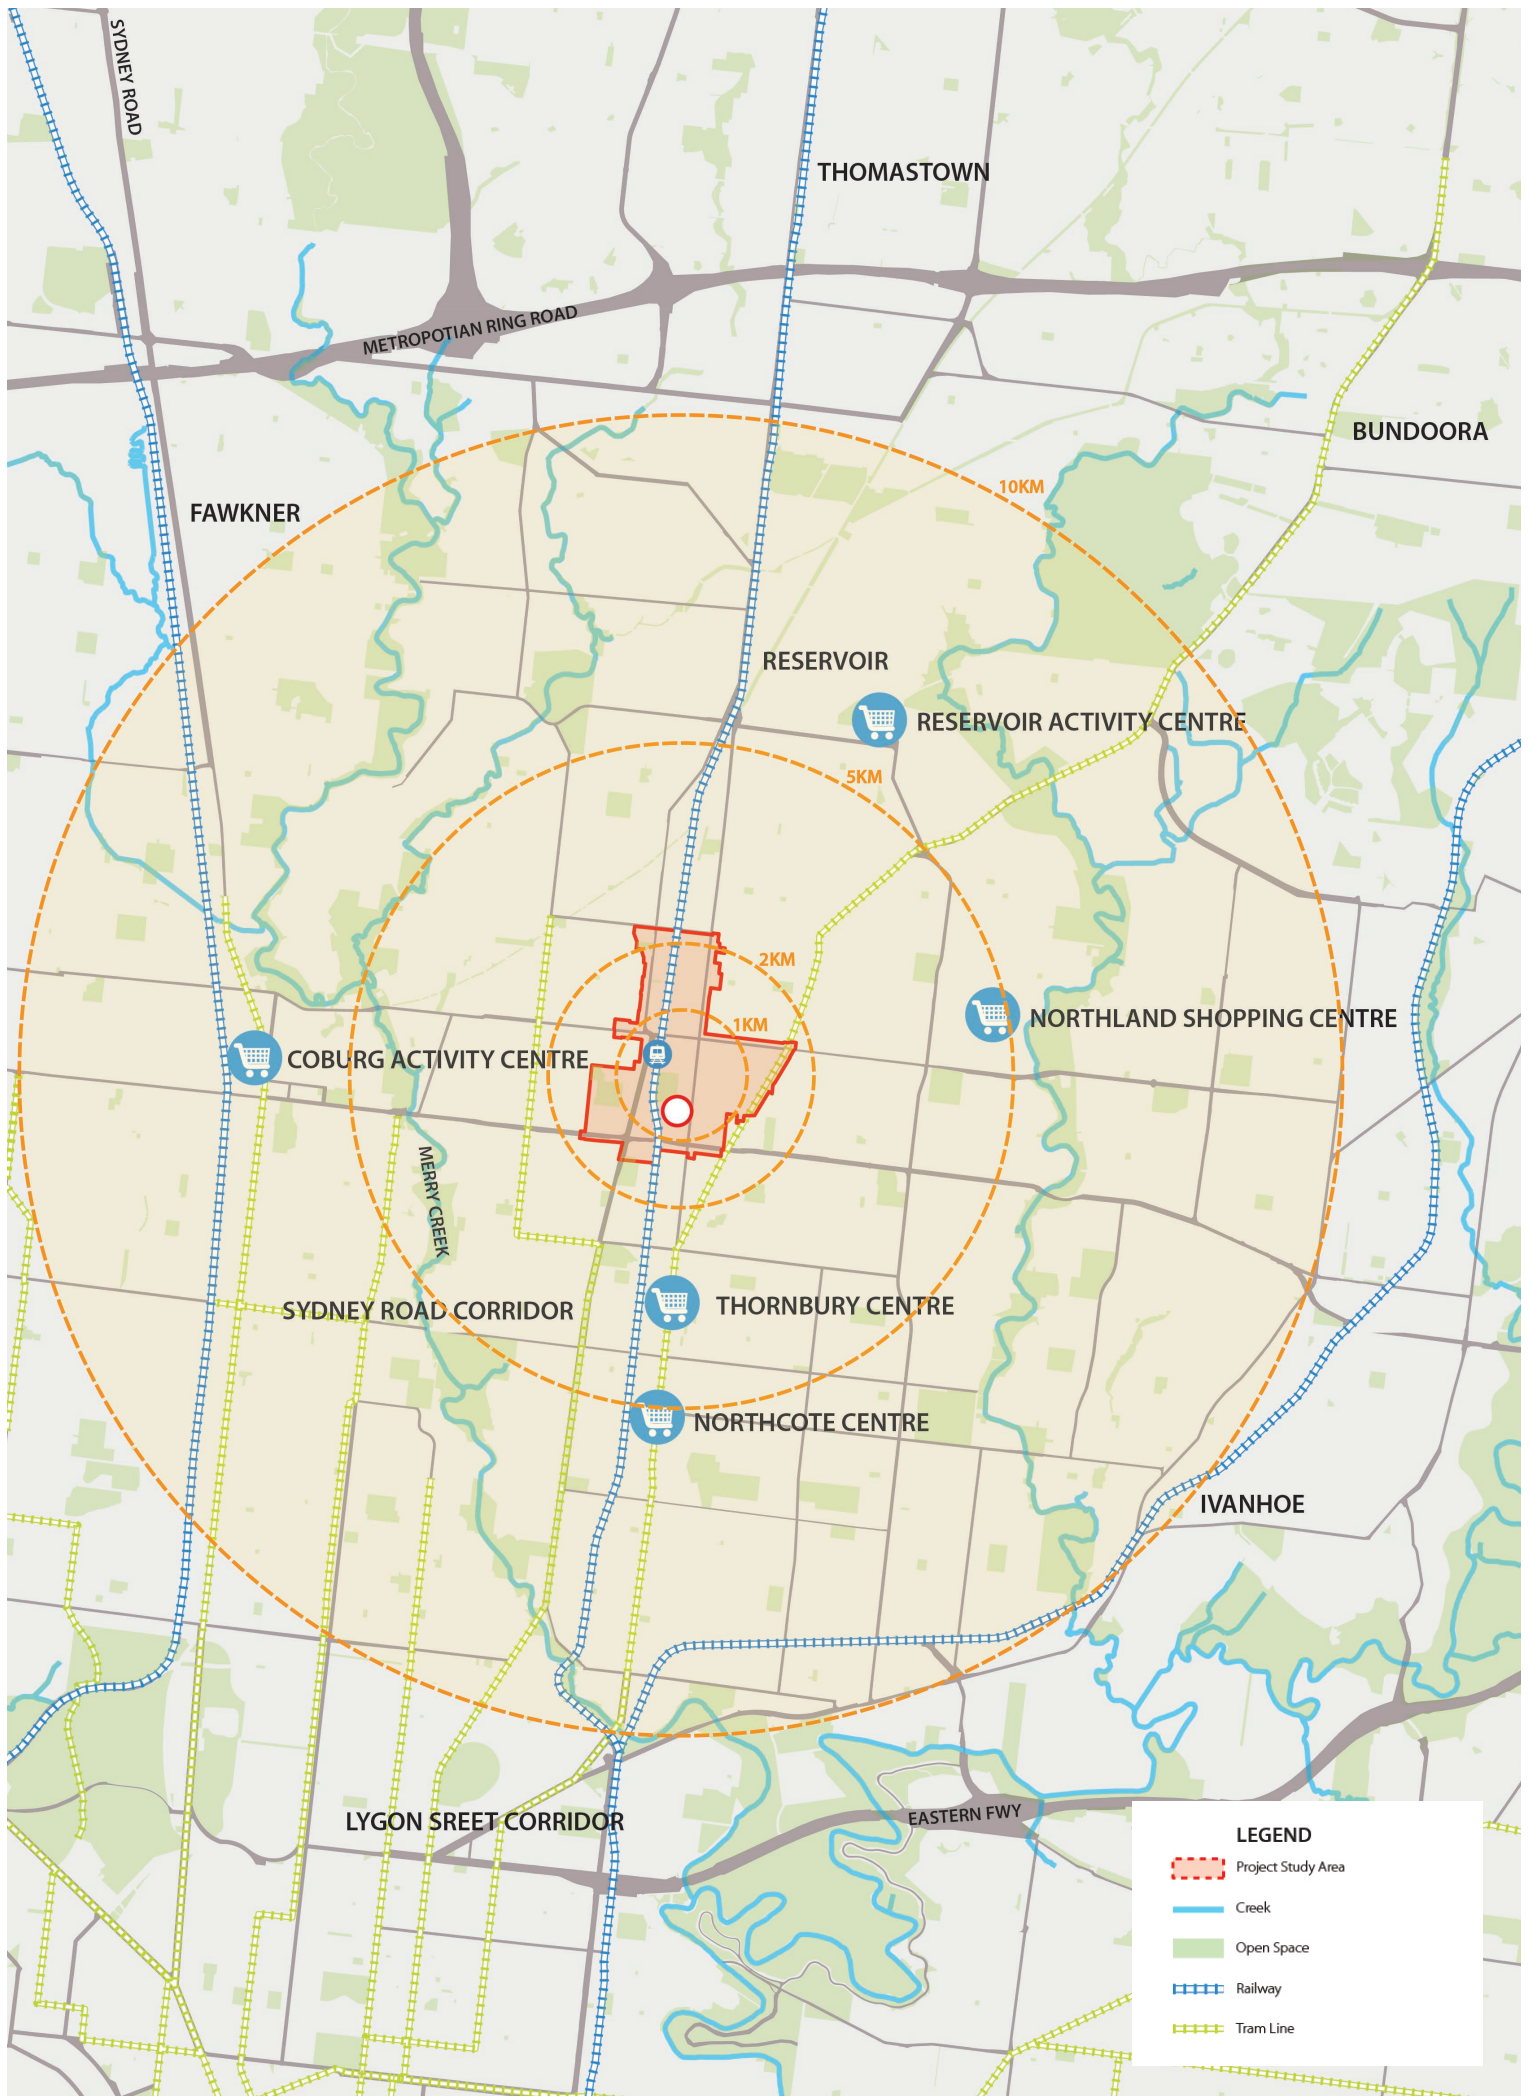 SYDNEY ROAD
THOMASTOWN
METROPOTIAN RING ROAD
BUNDOORA
10KM
FAWKNER
RESERVOIR
RESERVOIR ACTIVITY CENTRE
5KM
2KM
1KM
NORTHLAND SHOPPING CENTRE
COBURG ACTIVITY CENTRE
MERRY CREEK
THORNBURY CENTRE
SYDNEY ROAD CORRIDOR
NORTHCOTE CENTRE
IVANHOE
EASTERN FWY
LYGON SREET CORRIDOR
LEGEND
Project Study Area
Creek
Open Space
Railway
Tram Line